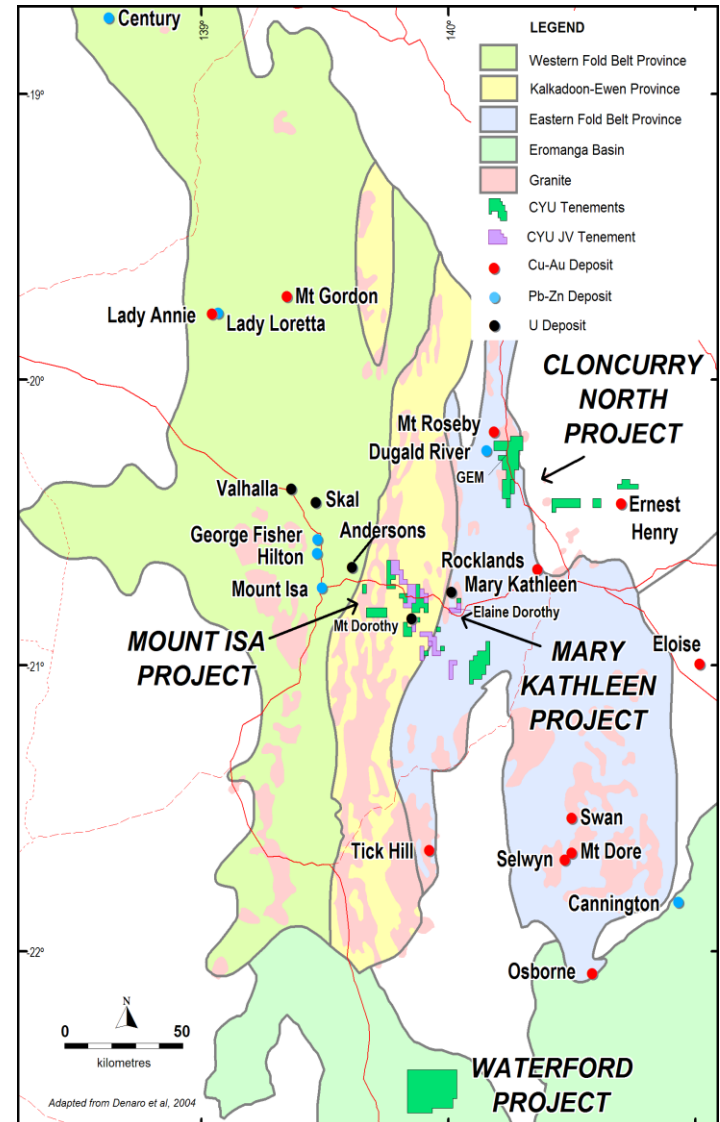 Century
139°
140°
LEGEND
Western Fold Belt Province
Kalkadoon-Ewen Province
Eastern Fold Belt Province
Eromanga Basin
Granite
CYU Tenements
CYU JV Tenement
Cu-Au Deposit
Pb-Zn Deposit
U Deposit
-19°
Mt Gordon
Lady Annie
Lady Loretta
-20°
CLONCURRY
NORTH
PROJECT
Mt Roseby
Dugald River
GEM
Valhalla
Skal
Ernest
Henry
George Fisher
Andersons
Hilton
Rocklands
Mount Isa
Mary Kathleen
Mt Dorothy
Elaine Dorothy
MOUNT ISA
PROJECT
MARY
KATHLEEN
PROJECT
Eloise
-21°
Swan
Tick Hill
Mt Dore
Selwyn
Cannington
-22°
Osborne
N
0
50
kilometres
WATERFORD
PROJECT
Adapted from Denaro et al, 2004